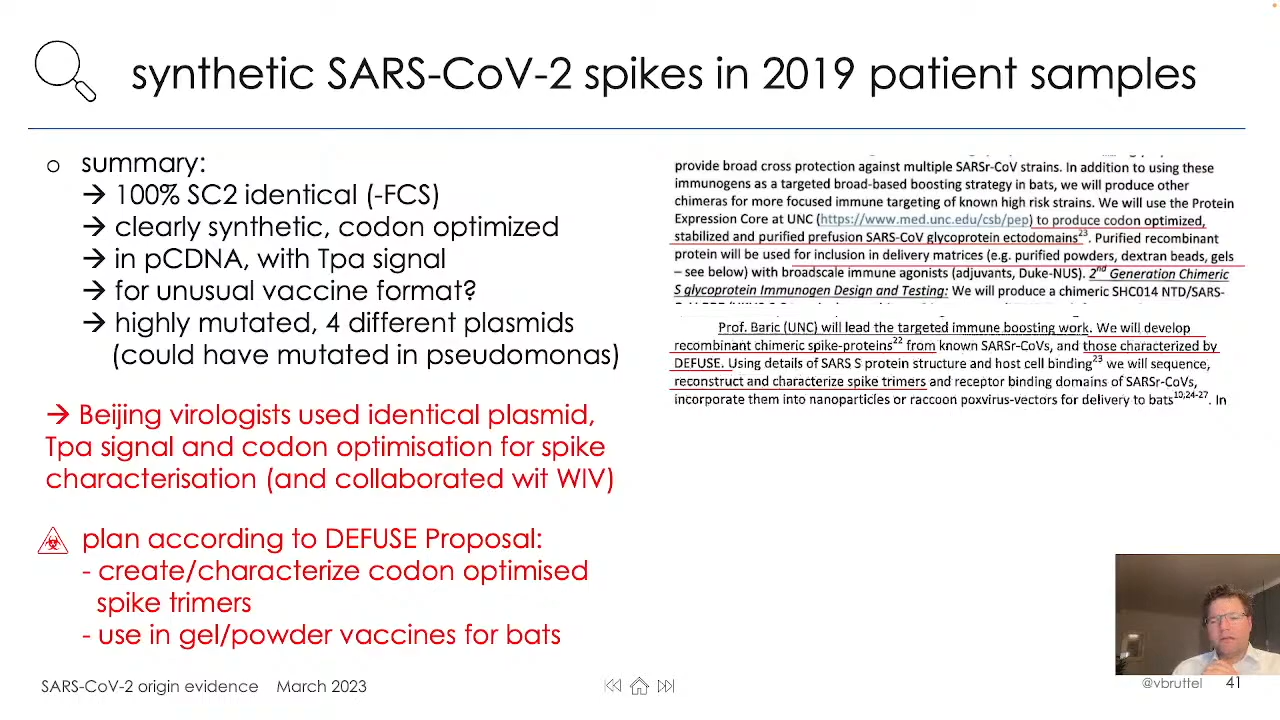 synthetic SARS-CoV-2 spikes in 2019 patient samples
o summary:
→ 100% SC2 identical (-FCS)
→ clearly synthetic, codon optimized
→ in pCDNA, with Tpa signal
→ for unusual vaccine format?
→ highly mutated, 4 different plasmids
(could have mutated in pseudomonas)
→ Beijing virologists used identical plasmid,
Tpa signal and codon optimisation for spike
characterisation (and collaborated wit WIV)
plan according to DEFUSE Proposal:
- create/characterize codon optimised
spike trimers
- use in gel/powder vaccines for bats
provide broad cross protection against multiple SARSr-CoV strains. In addition to using these
immunogens as a targeted broad-based boosting strategy in bats, we will produce other
chimeras for more focused immune targeting of known high risk strains. We will use the Protein
Expression Core at UNC (https://www.med.unc.edu/csb/pep) to produce codon optimized,
stabilized and purified prefusion SARS-CoV glycoprotein ectodomains23. Purified recombinant
protein will be used for inclusion in delivery matrices (e.g. purified powders, dextran beads, gels
– see below) with broadscale immune agonists (adjuvants, Duke-NUS). 2nd Generation Chimeric
S glycoprotein Immunogen Design and Testing: We will produce a chimeric SHC014 NTD/SARS-
Prof. Baric (UNC) will lead the targeted immune boosting work. We will develop
recombinant chimeric spike-proteins22 from known SARSr-CoVs, and those characterized by
DEFUSE. Using details of SARS S protein structure and host cell binding23 we will sequence,
reconstruct and characterize spike trimers and receptor binding domains of SARSr-CoVs,
incorporate them into nanoparticles or raccoon poxvirus-vectors for delivery to bats10,24-27. In
SARS-CoV-2 origin evidence March 2023
@vbruttel 41